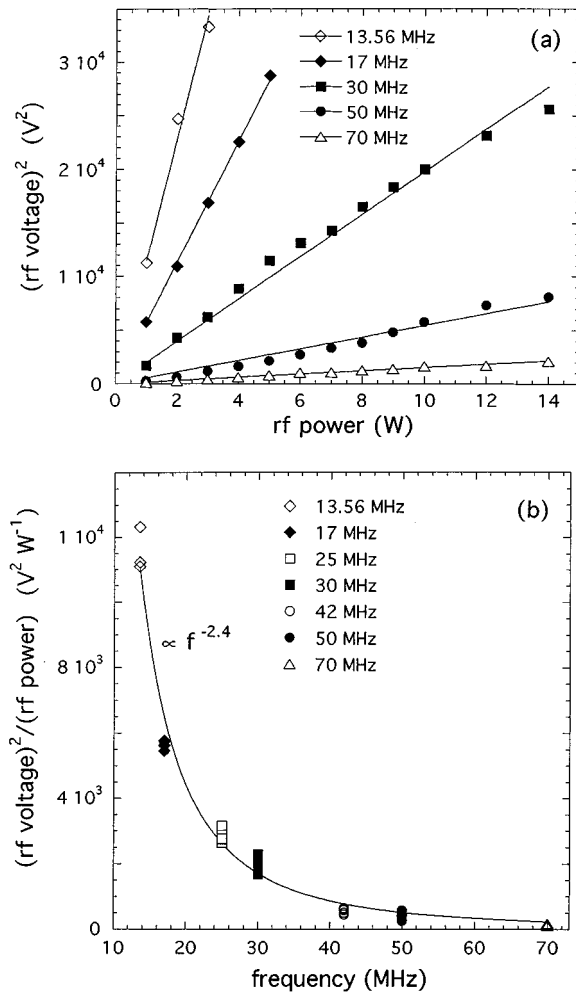 (a)
13.56 MHz
17 MHz
30 MHz
50 MHz
70 MHz
(rf voltage)² (V²)
3 10⁴
2 10⁴
1 10⁴
0
0 2 4 6 8 10 12 14
rf power (W)
(b)
13.56 MHz
17 MHz
25 MHz
30 MHz
42 MHz
50 MHz
70 MHz
∝ f⁻²·⁴
(rf voltage)²/(rf power) (V² W⁻¹)
1 10⁴
8 10³
4 10³
0
10 20 30 40 50 60 70
frequency (MHz)